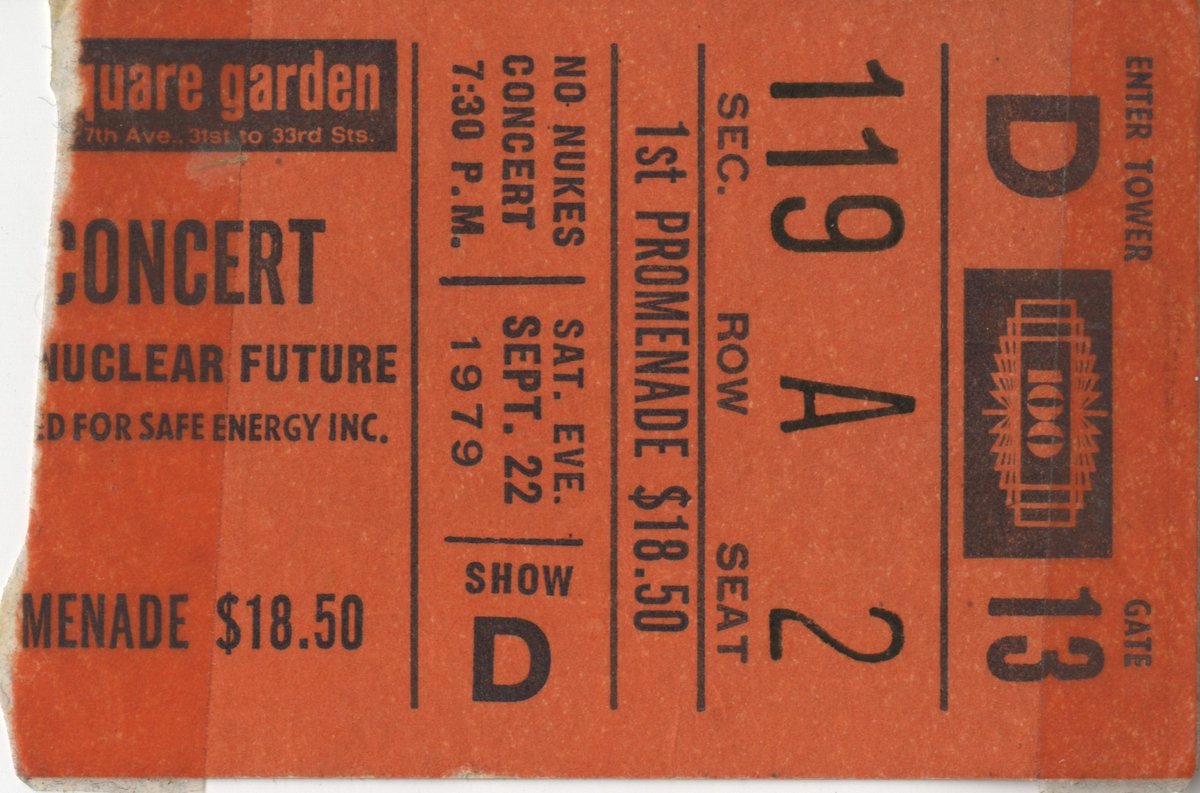 quare garden
7th Ave., 31st to 33rd Sts.
CONCERT
NUCLEAR FUTURE
ED FOR SAFE ENERGY INC.
MENADE $18.50
NO NUKES
CONCERT
7:30 P.M.
SAT. EVE.
SEPT. 22
1979
SHOW
D
1st PROMENADE $18.50
SEC. ROW SEAT
119 A 2
ENTER TOWER
D
100
GATE
13